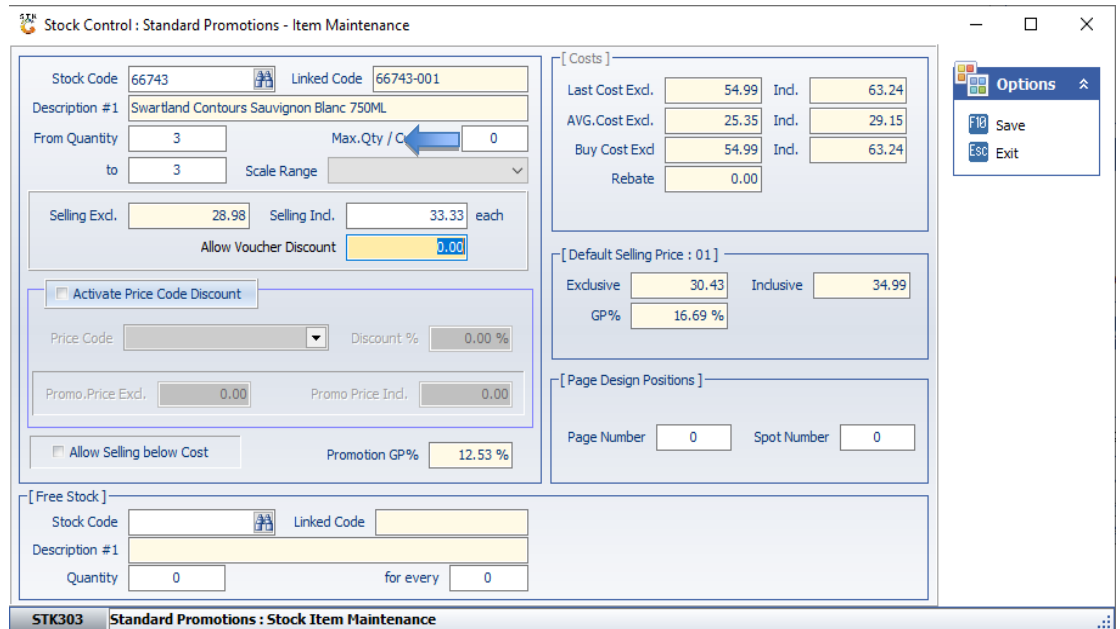 STK
Stock Control : Standard Promotions - Item Maintenance
Stock Code 66743 Linked Code 66743-001
Description #1 Swartland Contours Sauvignon Blanc 750ML
From Quantity 3 Max.Qty / 0
to 3 Scale Range
Selling Excl. 28.98 Selling Incl. 33.33 each
Allow Voucher Discount 0.00
Activate Price Code Discount
Price Code Discount % 0.00 %
Promo.Price Excl. 0.00 Promo Price Incl. 0.00
Allow Selling below Cost Promotion GP% 12.53 %
[ Costs ]
Last Cost Excl. 54.99 Incl. 63.24
AVG.Cost Excl. 25.35 Incl. 29.15
Buy Cost Excl 54.99 Incl. 63.24
Rebate 0.00
[ Default Selling Price : 01 ]
Exclusive 30.43 Inclusive 34.99
GP% 16.69 %
[ Page Design Positions ]
Page Number 0 Spot Number 0
[ Free Stock ]
Stock Code Linked Code
Description #1
Quantity 0 for every 0
Options
F10 Save
Esc Exit
STK303 Standard Promotions : Stock Item Maintenance